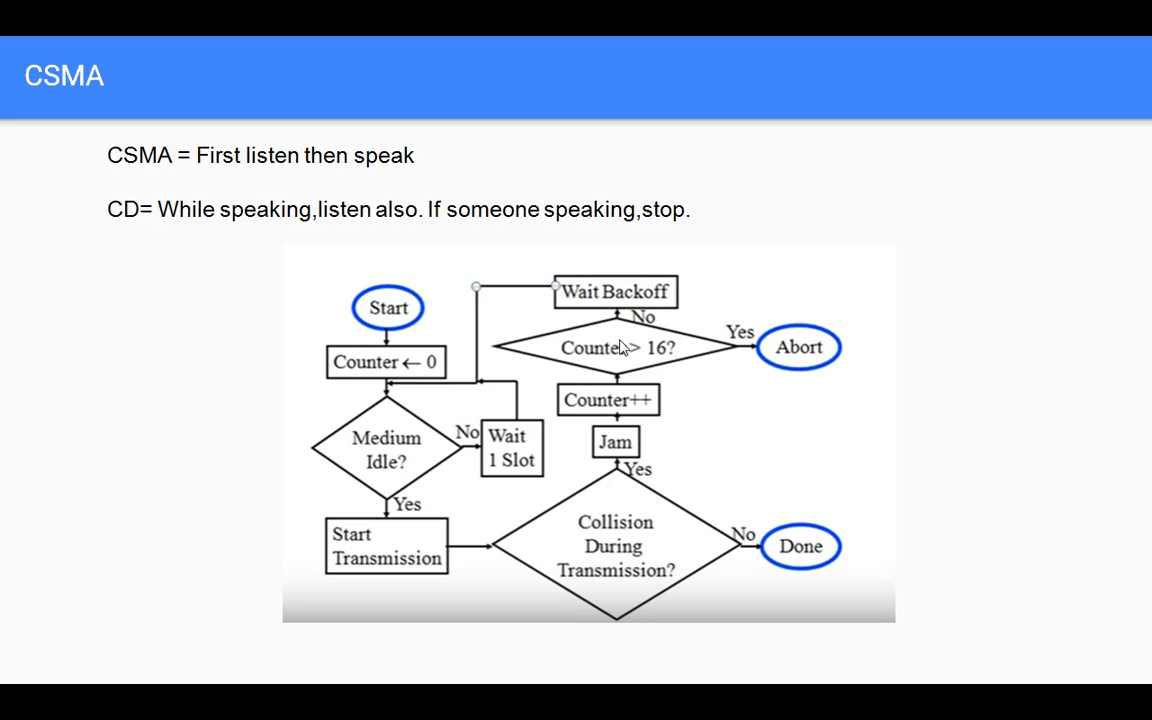 CSMA
CSMA = First listen then speak
CD= While speaking,listen also. If someone speaking,stop.
Start
Counter ← 0
Medium
Idle?
No
Wait
1 Slot
Yes
Start
Transmission
Collision
During
Transmission?
No
Done
Yes
Jam
Counter++
Counter > 16?
Yes
Abort
No
Wait Backoff